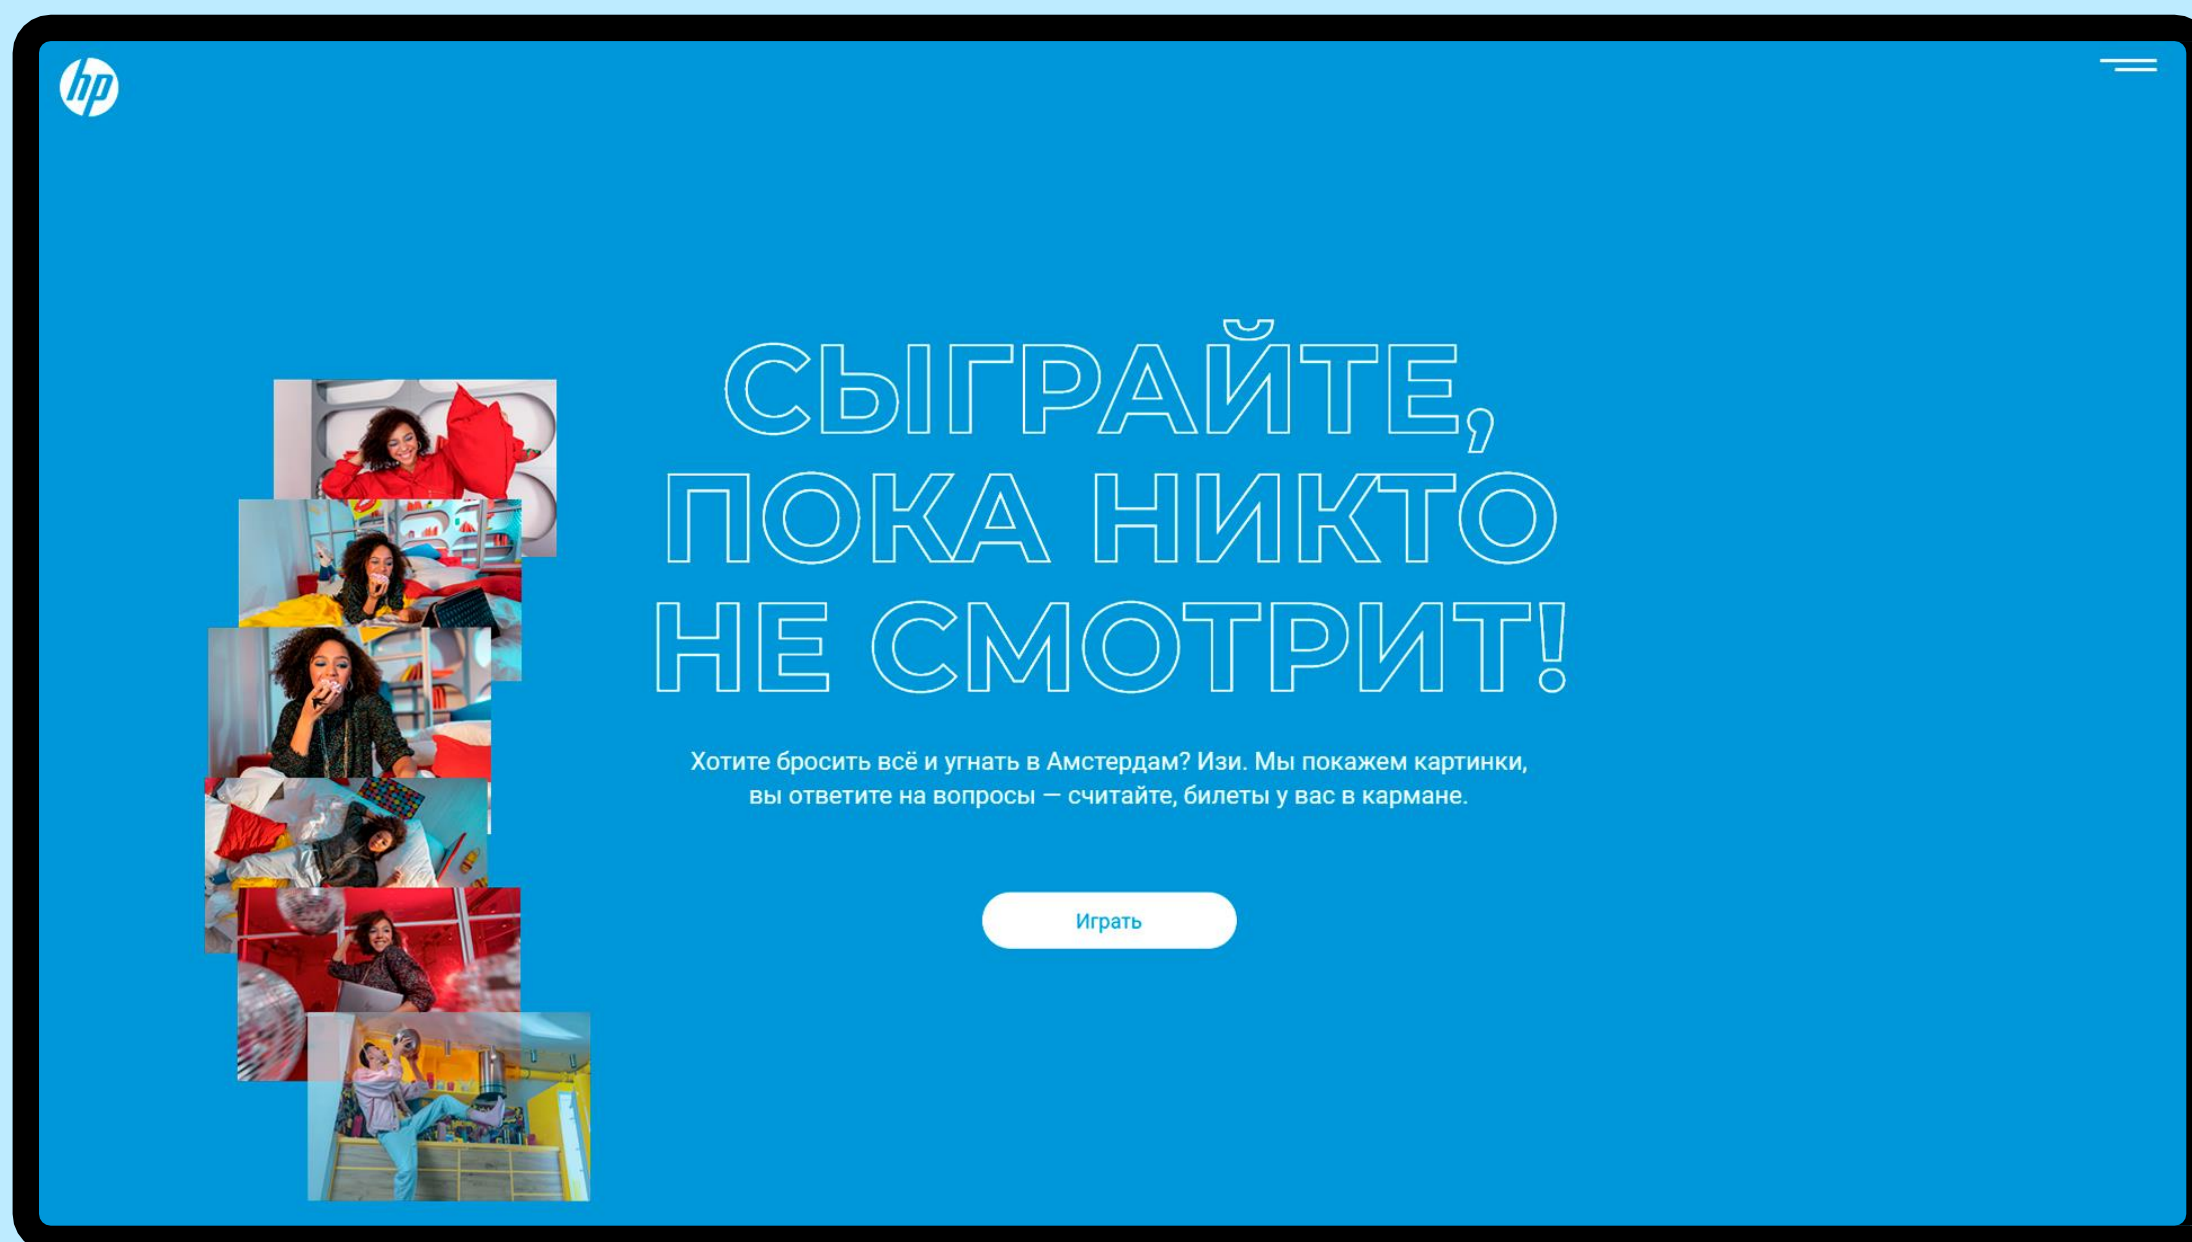 hp
СЫГРАЙТЕ,
ПОКА НИКТО
НЕ СМОТРИТ!
Хотите бросить всё и угнать в Амстердам? Изи. Мы покажем картинки,
вы ответите на вопросы — считайте, билеты у вас в кармане.
Играть